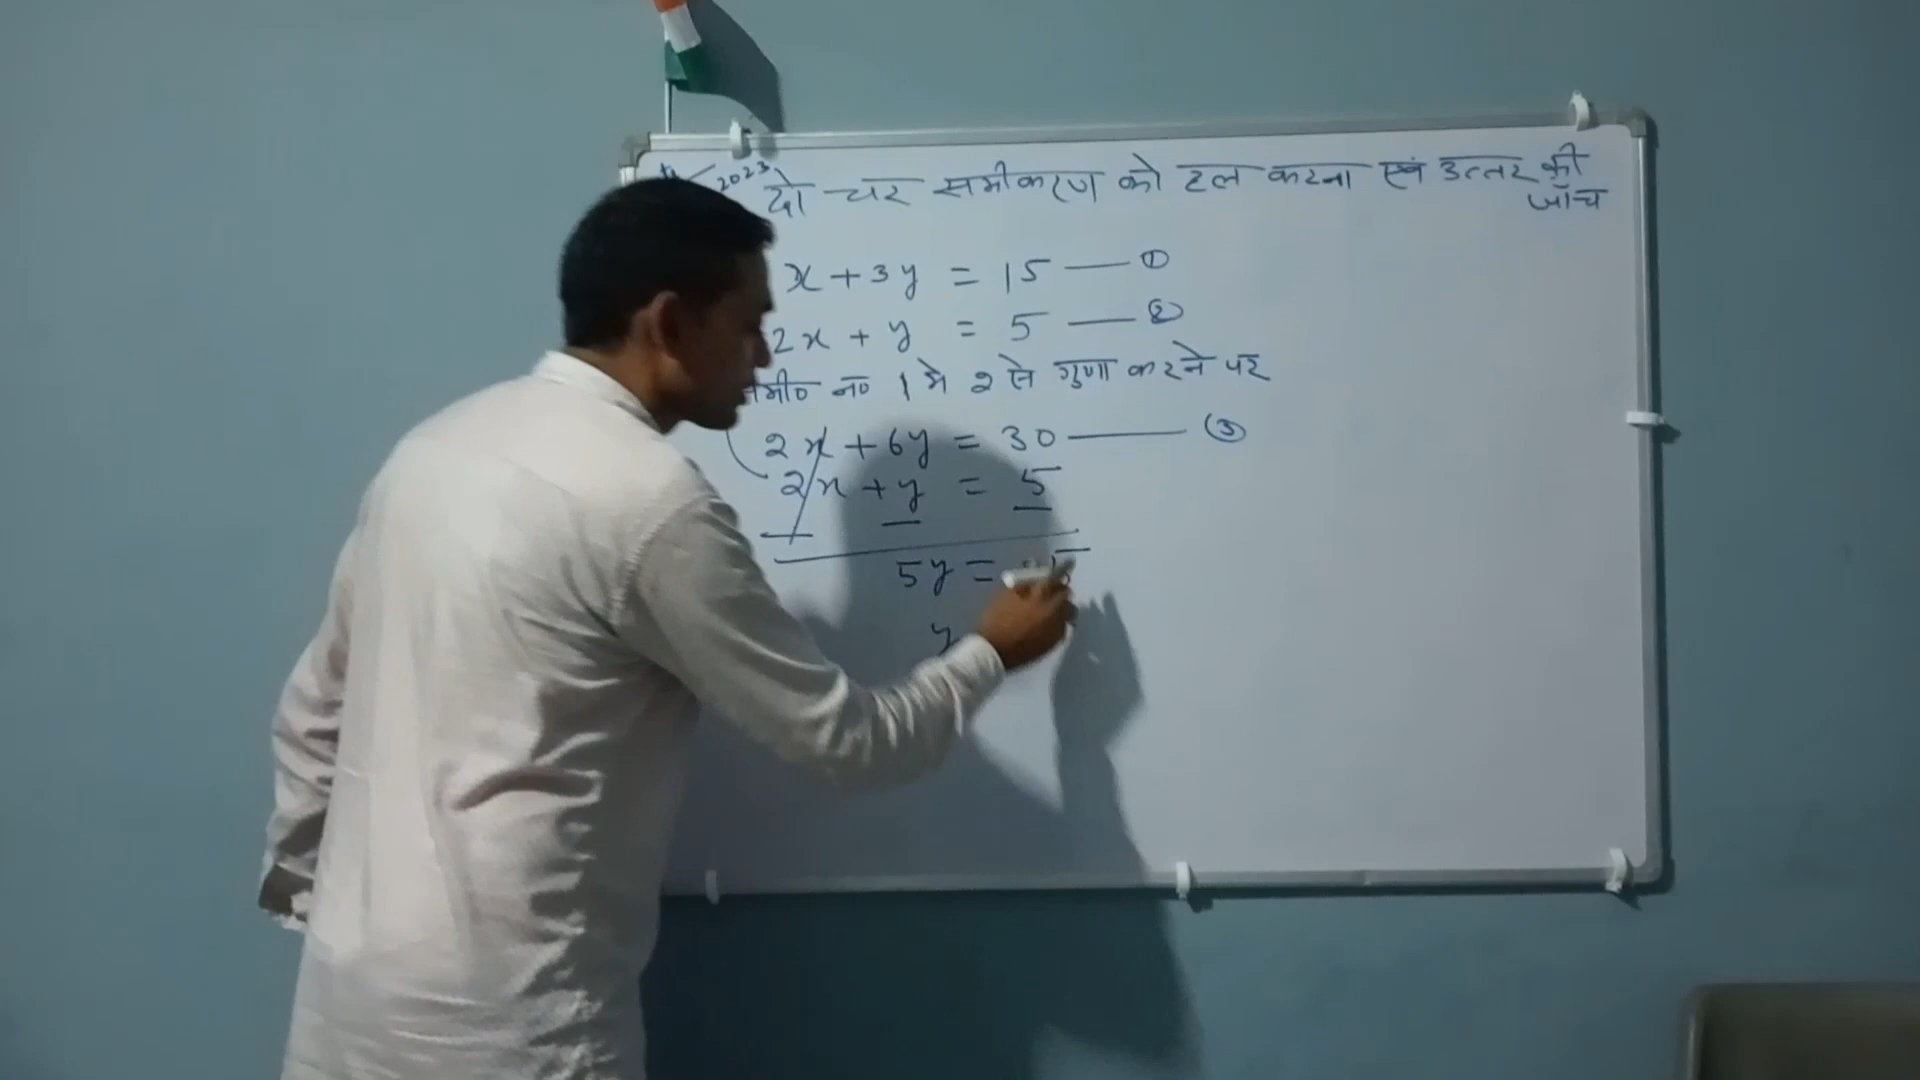 2023
दो चर समीकरण को हल करना एवं उत्तर की
जाँच
x + 3y = 15 —— ①
2x + y = 5 —— ②
समी० न० 1 मे 2 से गुणा करने पर
2x + 6y = 30 —— ③
2x + y = 5
5y =
y